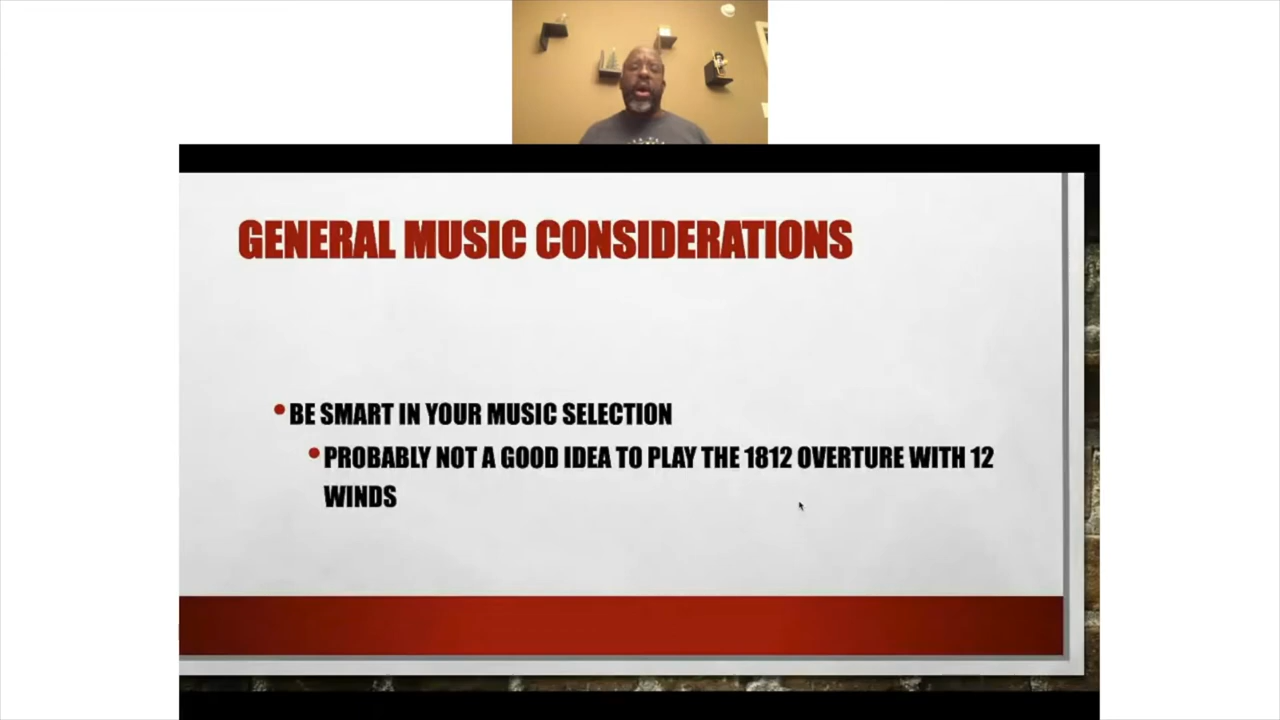 GENERAL MUSIC CONSIDERATIONS
•BE SMART IN YOUR MUSIC SELECTION
•PROBABLY NOT A GOOD IDEA TO PLAY THE 1812 OVERTURE WITH 12
WINDS